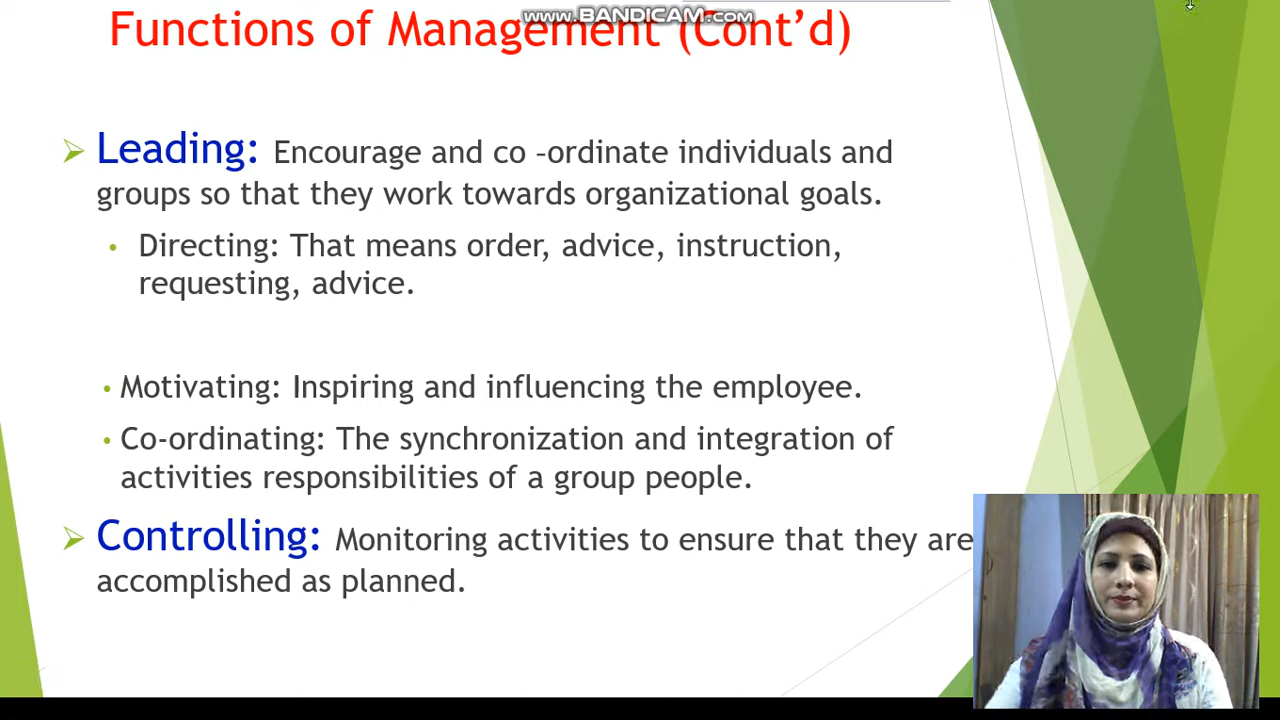 www.BANDICAM.com
Functions of Management (Cont’d)
Leading: Encourage and co –ordinate individuals and
groups so that they work towards organizational goals.
Directing: That means order, advice, instruction,
requesting, advice.
Motivating: Inspiring and influencing the employee.
Co-ordinating: The synchronization and integration of
activities responsibilities of a group people.
Controlling: Monitoring activities to ensure that they are
accomplished as planned.